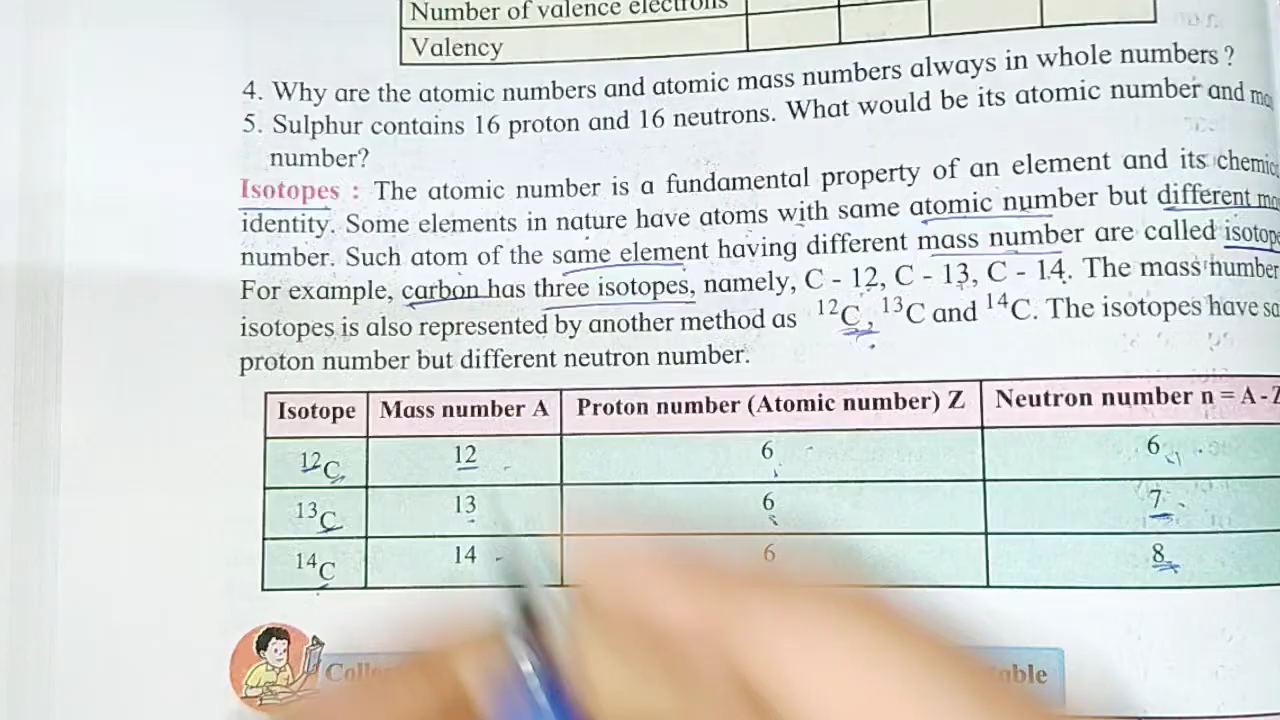 Number of valence electrons
Valency
4. Why are the atomic numbers and atomic mass numbers always in whole numbers ?
5. Sulphur contains 16 proton and 16 neutrons. What would be its atomic number and
number?
Isotopes : The atomic number is a fundamental property of an element and its
identity. Some elements in nature have atoms with same atomic number but different
number. Such atom of the same element having different mass number are called
For example, carbon has three isotopes, namely, C - 12, C - 13, C - 14. The mass number
isotopes is also represented by another method as ¹²C, ¹³C and ¹⁴C. The isotopes have
proton number but different neutron number.
Isotope Mass number A Proton number (Atomic number) Z Neutron number n = A -
¹²C 12 6 6
¹³C 13 6 7
¹⁴C 14 6 8